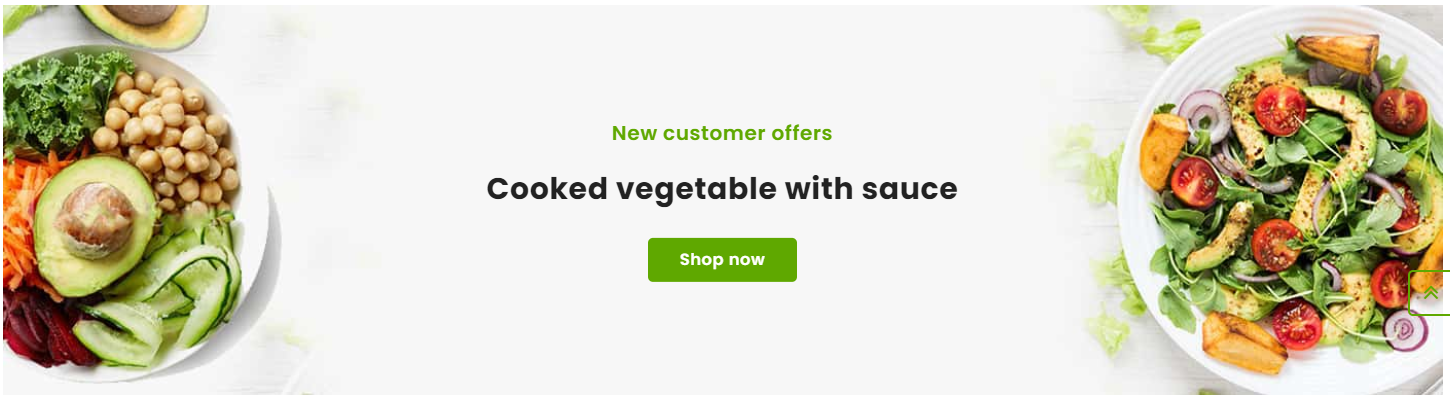 New customer offers
Cooked vegetable with sauce
Shop now